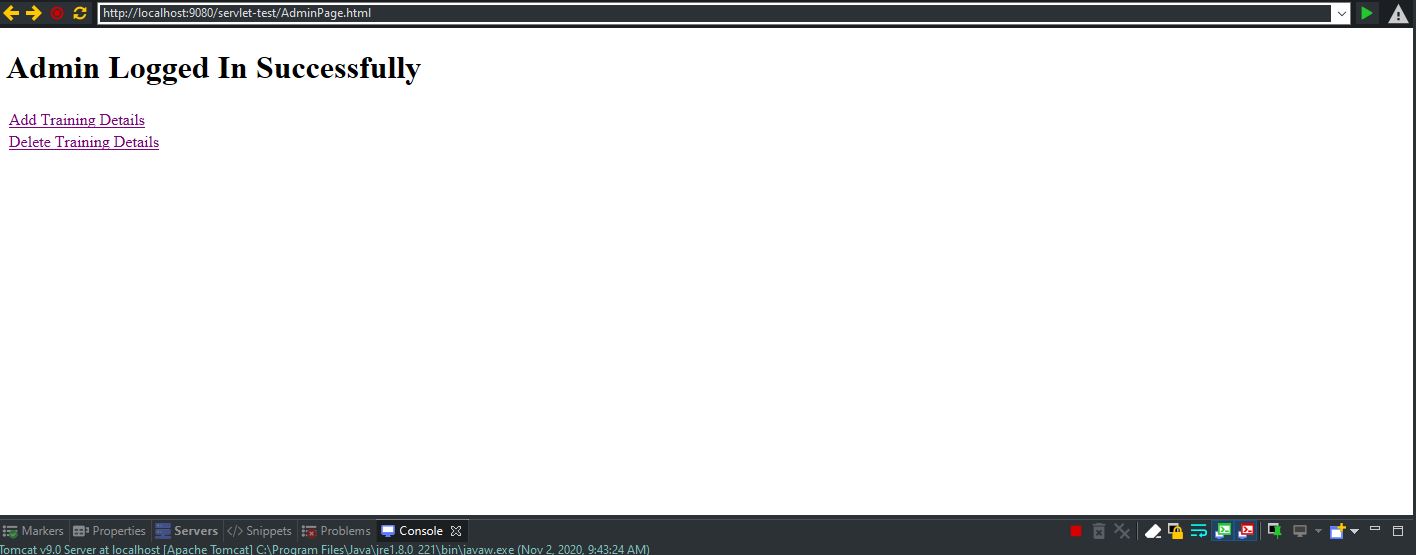 http://localhost:9080/servlet-test/AdminPage.html
Admin Logged In Successfully
Add Training Details
Delete Training Details
Markers Properties Servers </> Snippets Problems Console
Tomcat v9.0 Server at localhost [Apache Tomcat] C:\Program Files\Java\jre1.8.0_221\bin\javaw.exe (Nov 2, 2020, 9:43:24 AM)